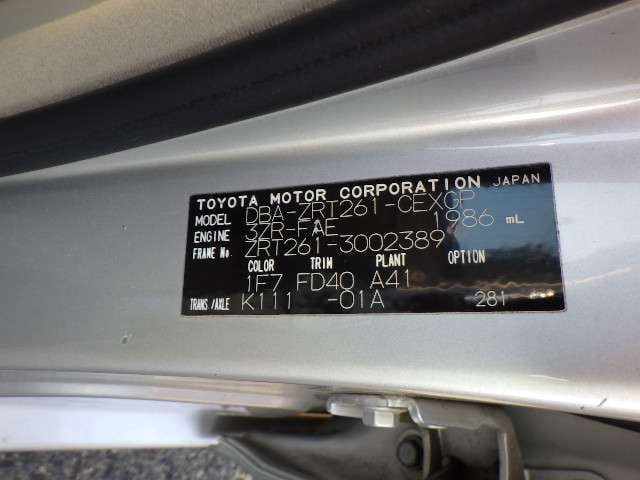 TOYOTA MOTOR CORPORATION JAPAN
MODEL DBA-ZRT261-CEXGP
ENGINE 3ZR-FAE 1986 mL
FRAME No. ZRT261-3002389
COLOR TRIM PLANT OPTION
1F7 FD40 A41
TRANS/AXLE K111 -01A 281